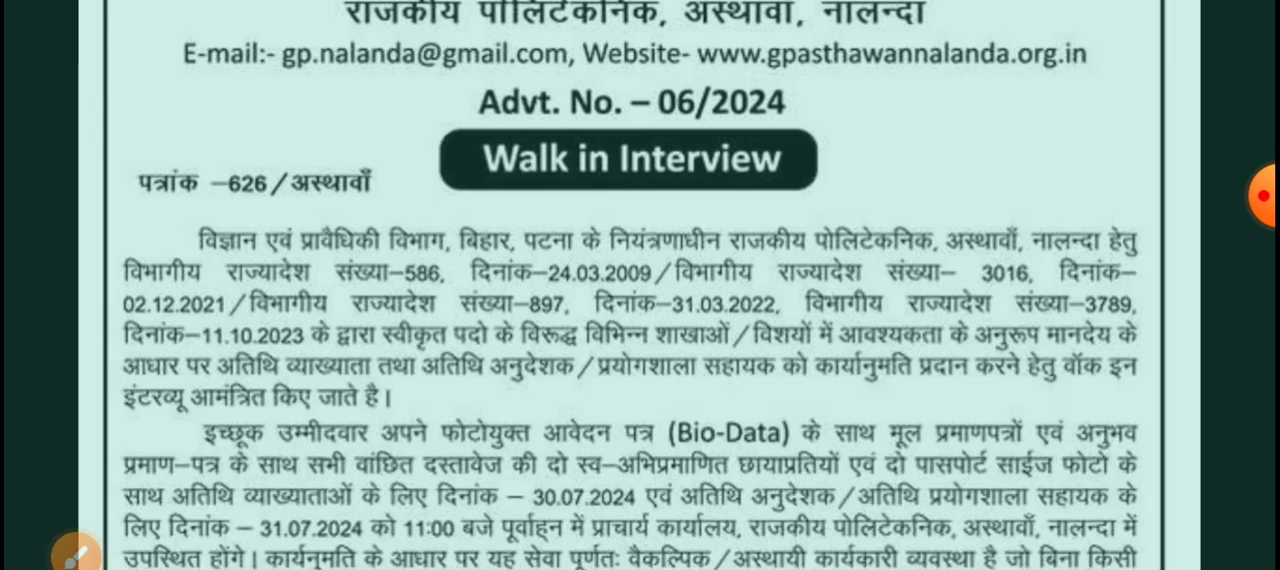 राजकीय पोलिटेकनिक, अस्थावां, नालन्दा
E-mail:- gp.nalanda@gmail.com, Website- www.gpasthawannalanda.org.in
Advt. No. – 06/2024
Walk in Interview
पत्रांक –626/अस्थावाँ
विज्ञान एवं प्रावैधिकी विभाग, बिहार, पटना के नियंत्रणाधीन राजकीय पोलिटेकनिक, अस्थावाँ, नालन्दा हेतु
विभागीय राज्यादेश संख्या–586, दिनांक–24.03.2009/विभागीय राज्यादेश संख्या– 3016, दिनांक–
02.12.2021/विभागीय राज्यादेश संख्या–897, दिनांक–31.03.2022, विभागीय राज्यादेश संख्या–3789,
दिनांक–11.10.2023 के द्वारा स्वीकृत पदो के विरूद्ध विभिन्न शाखाओं/विशयों में आवश्यकता के अनुरूप मानदेय के
आधार पर अतिथि व्याख्याता तथा अतिथि अनुदेशक/प्रयोगशाला सहायक को कार्यानुमति प्रदान करने हेतु वॉक इन
इंटरव्यू आमंत्रित किए जाते है।
इच्छूक उम्मीदवार अपने फोटोयुक्त आवेदन पत्र (Bio-Data) के साथ मूल प्रमाणपत्रों एवं अनुभव
प्रमाण–पत्र के साथ सभी वांछित दस्तावेज की दो स्व–अभिप्रमाणित छायाप्रतियों एवं दो पासपोर्ट साईज फोटो के
साथ अतिथि व्याख्याताओं के लिए दिनांक – 30.07.2024 एवं अतिथि अनुदेशक/अतिथि प्रयोगशाला सहायक के
लिए दिनांक – 31.07.2024 को 11:00 बजे पूर्वाह्न में प्राचार्य कार्यालय, राजकीय पोलिटेकनिक, अस्थावाँ, नालन्दा में
उपस्थित होंगे। कार्यनुमति के आधार पर यह सेवा पूर्णतः वैकल्पिक/अस्थायी कार्यकारी व्यवस्था है जो बिना किसी